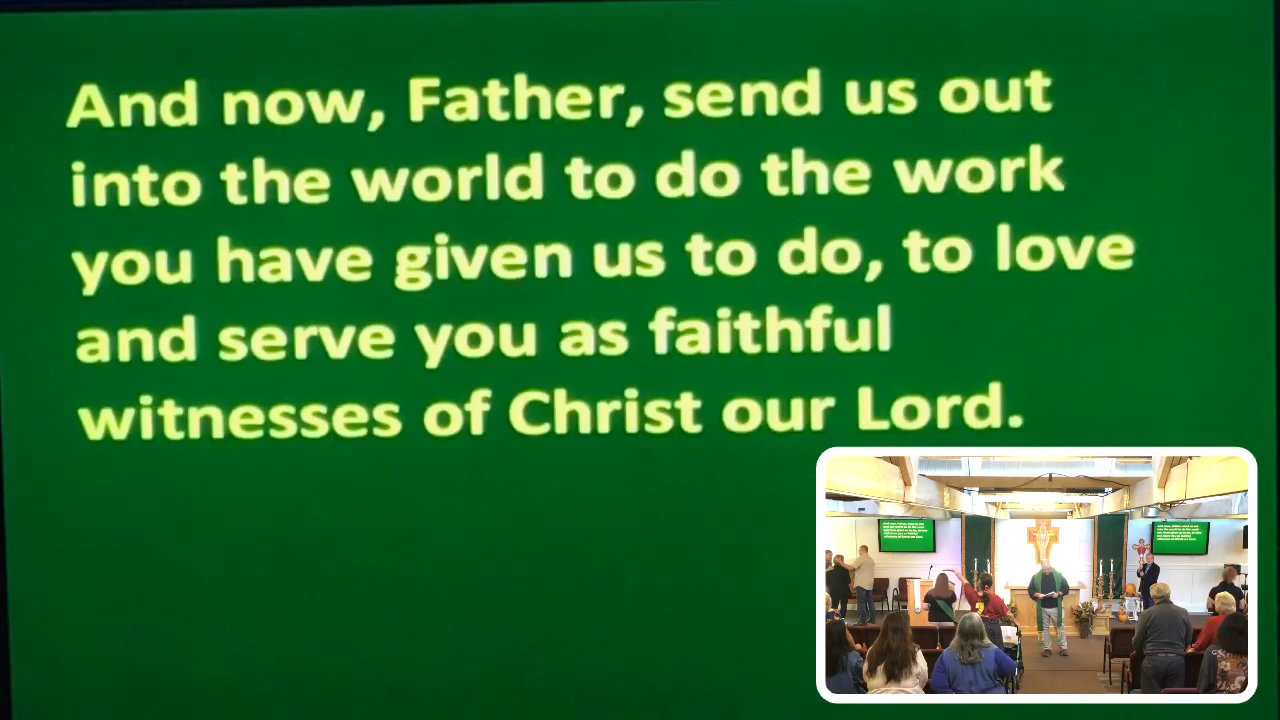 And now, Father, send us out
into the world to do the work
you have given us to do, to love
and serve you as faithful
witnesses of Christ our Lord.